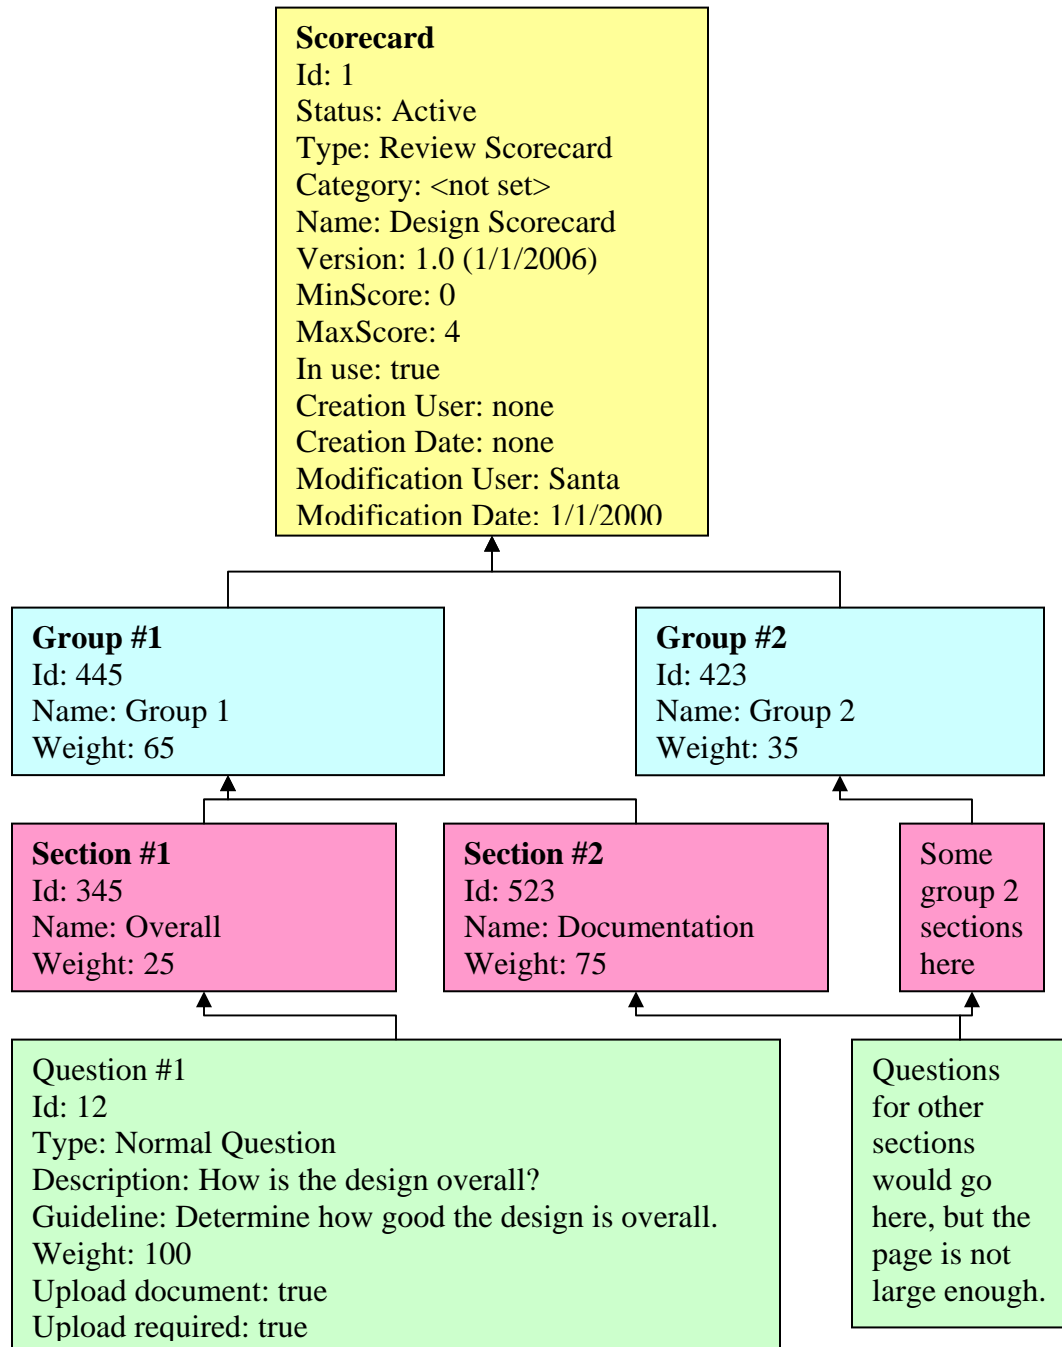 Scorecard
Id: 1
Status: Active
Type: Review Scorecard
Category: <not set>
Name: Design Scorecard
Version: 1.0 (1/1/2006)
MinScore: 0
MaxScore: 4
In use: true
Creation User: none
Creation Date: none
Modification User: Santa
Modification Date: 1/1/2000
Group #1
Id: 445
Name: Group 1
Weight: 65
Group #2
Id: 423
Name: Group 2
Weight: 35
Section #1
Id: 345
Name: Overall
Weight: 25
Section #2
Id: 523
Name: Documentation
Weight: 75
Some
group 2
sections
here
Question #1
Id: 12
Type: Normal Question
Description: How is the design overall?
Guideline: Determine how good the design is overall.
Weight: 100
Upload document: true
Upload required: true
Questions
for other
sections
would go
here, but the
page is not
large enough.